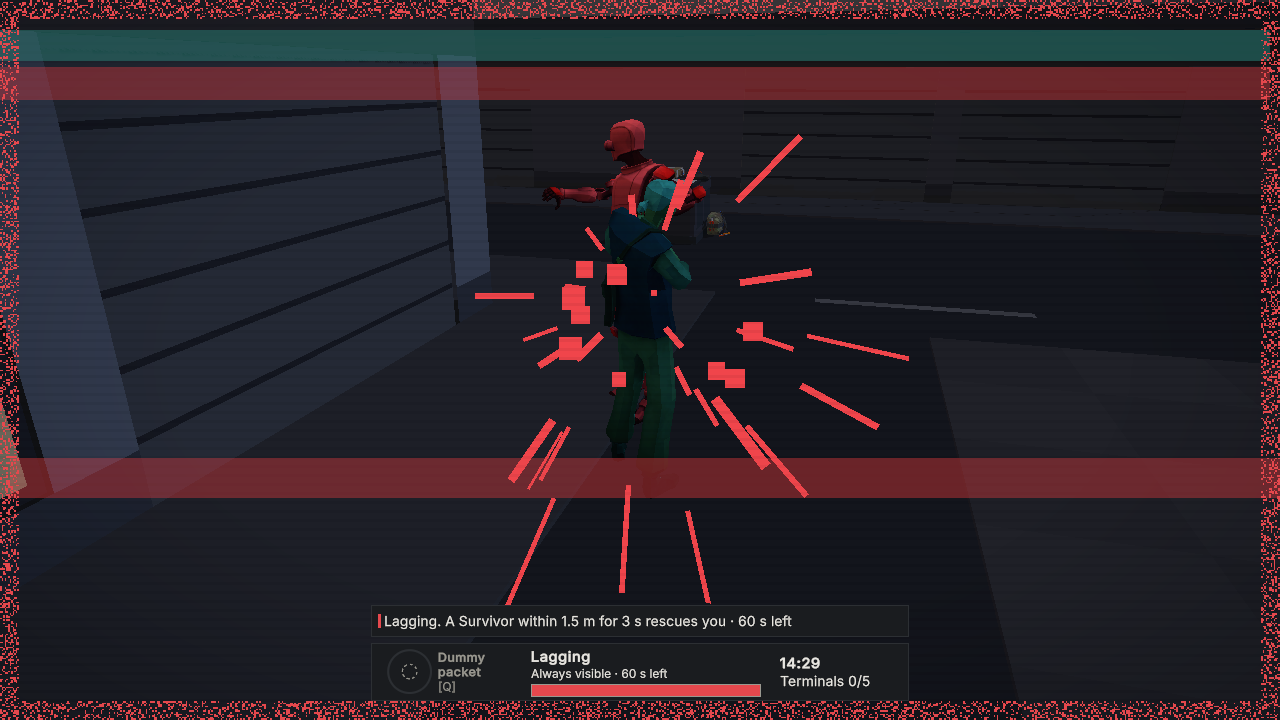 Lagging. A Survivor within 1.5 m for 3 s rescues you · 60 s left
Dummy packet [Q]
Lagging
Always visible · 60 s left
14:29
Terminals 0/5